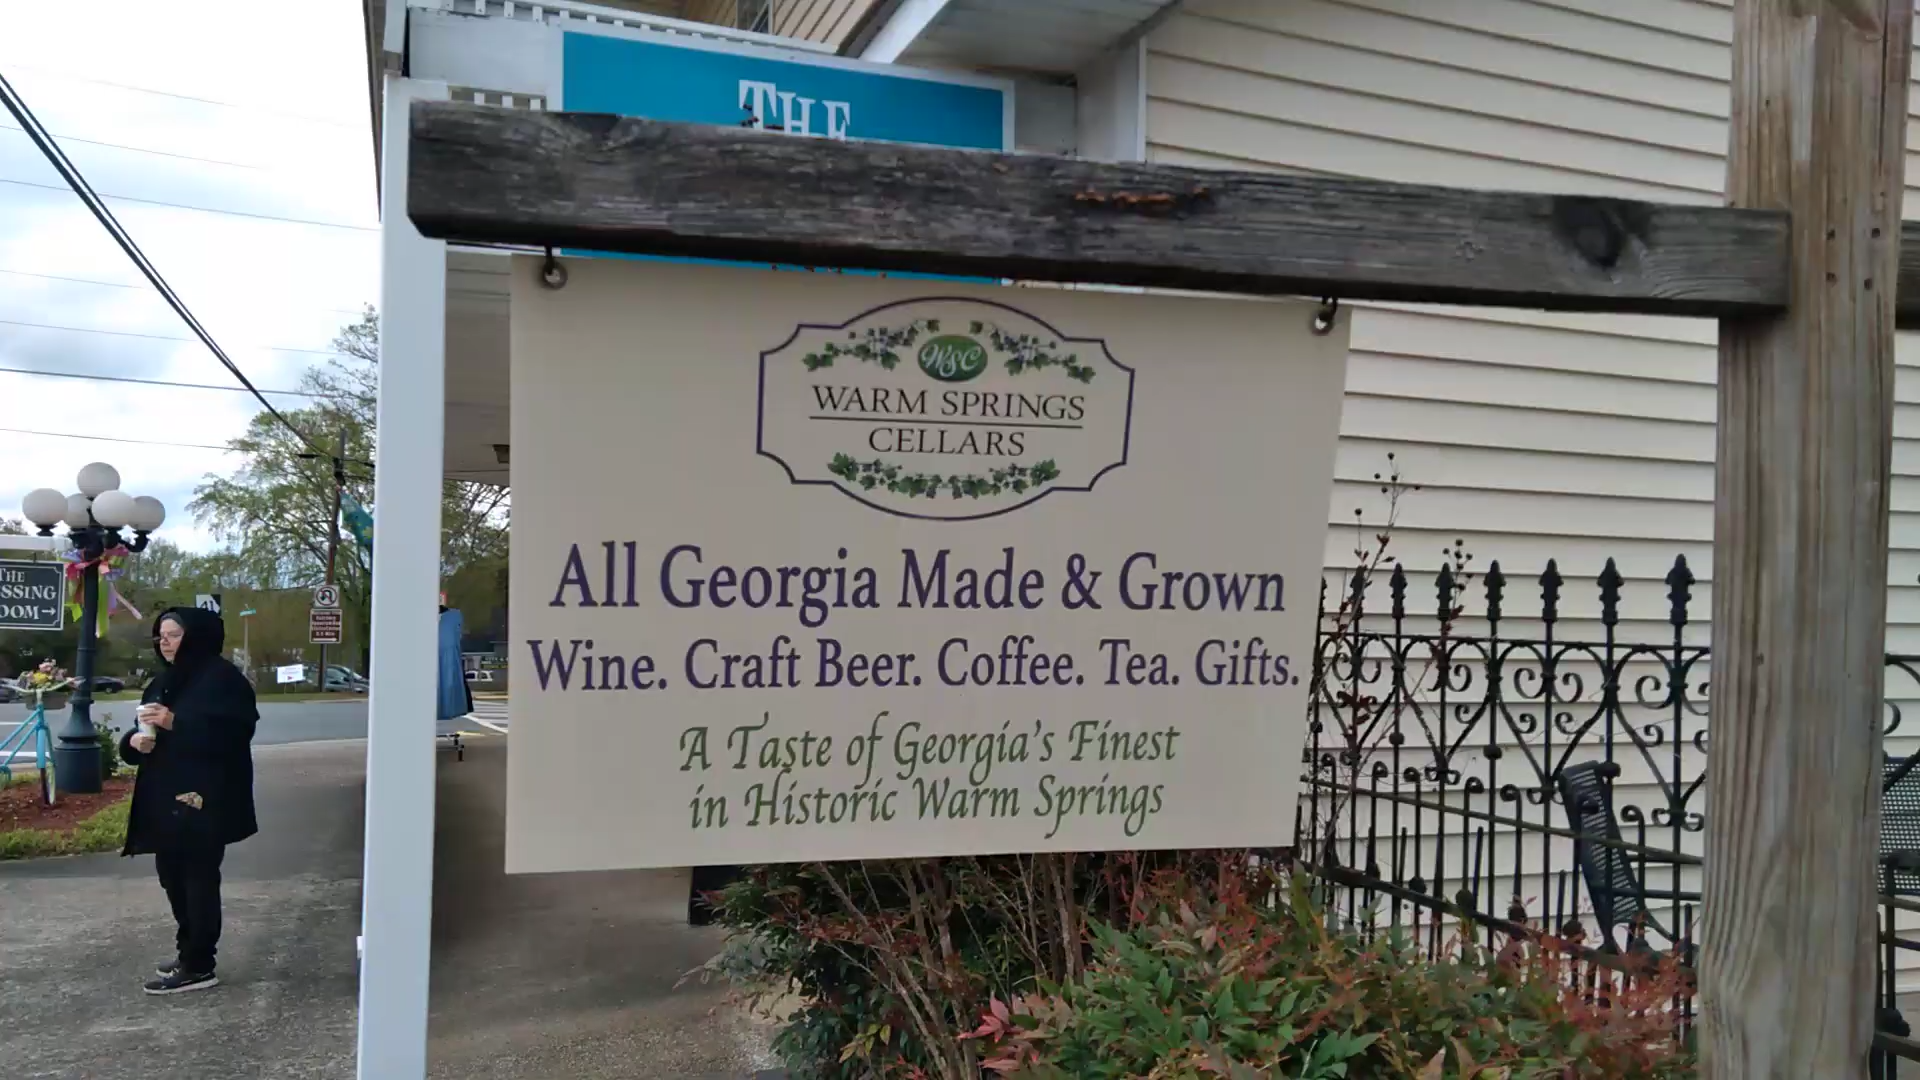 THE
WSC
WARM SPRINGS
CELLARS
All Georgia Made & Grown
Wine. Craft Beer. Coffee. Tea. Gifts.
A Taste of Georgia's Finest
in Historic Warm Springs
THE
SSING
OOM→